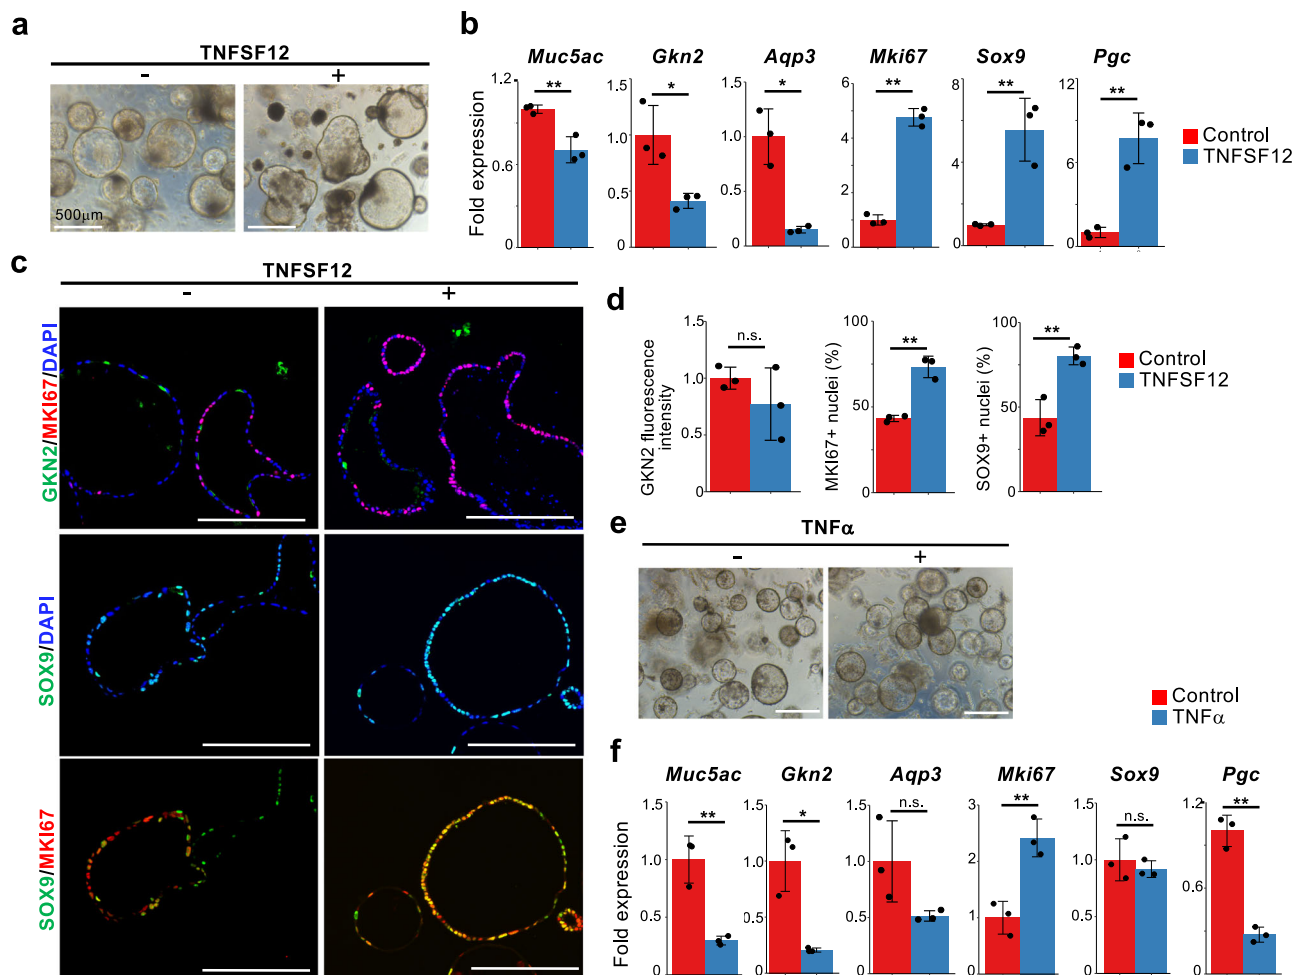 a
TNFSF12
- +
500µm
b
Muc5ac Gkn2 Aqp3 Mki67 Sox9 Pgc
Fold expression
1.2
0.6
0
**
1.5
1.0
0.5
0
*
1.5
1.0
0.5
0
*
6
4
2
0
**
8
4
0
**
12
6
0
**
Control
TNFSF12
c
TNFSF12
- +
GKN2/MKI67/DAPI
SOX9/DAPI
SOX9/MKI67
d
GKN2 fluorescence
intensity
1.5
1.0
0.5
0
n.s.
MKI67+ nuclei (%)
100
50
0
**
SOX9+ nuclei (%)
100
50
0
**
Control
TNFSF12
e
TNFα
- +
Control
TNFα
f
Muc5ac Gkn2 Aqp3 Mki67 Sox9 Pgc
Fold expression
1.5
1.0
0.5
0
**
1.5
1.0
0.5
0
*
1.5
1.0
0.5
0
n.s.
3
2
1
0
**
1.5
1.0
0.5
0
n.s.
1.2
0.6
0
**